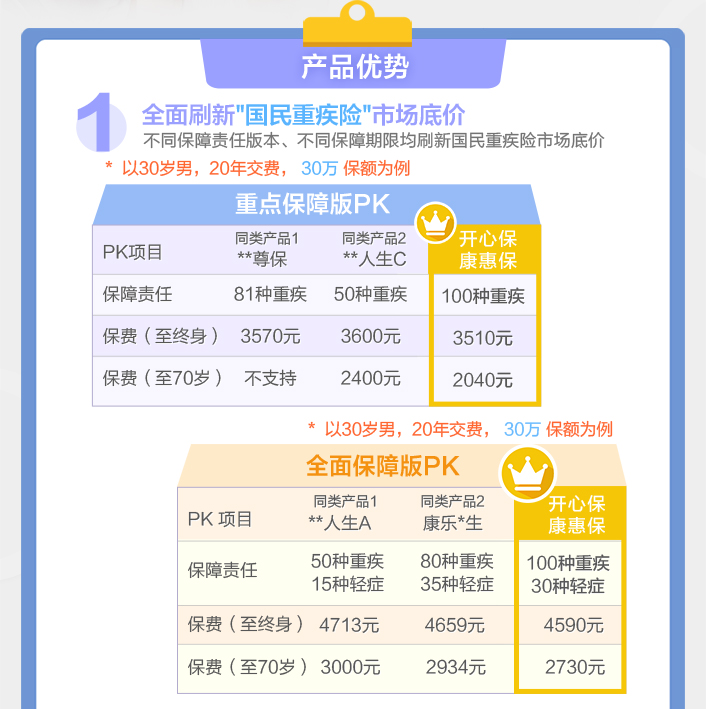 产品优势
1
全面刷新"国民重疾险"市场底价
不同保障责任版本、不同保障期限均刷新国民重疾险市场底价
* 以30岁男，20年交费， 30万 保额为例
重点保障版PK
PK项目 同类产品1 **尊保 同类产品2 **人生C 开心保 康惠保
保障责任 81种重疾 50种重疾 100种重疾
保费（至终身） 3570元 3600元 3510元
保费（至70岁） 不支持 2400元 2040元
* 以30岁男，20年交费， 30万 保额为例
全面保障版PK
PK 项目 同类产品1 **人生A 同类产品2 康乐*生 开心保 康惠保
保障责任 50种重疾 15种轻症 80种重疾 35种轻症 100种重疾 30种轻症
保费（至终身） 4713元 4659元 4590元
保费（至70岁） 3000元 2934元 2730元